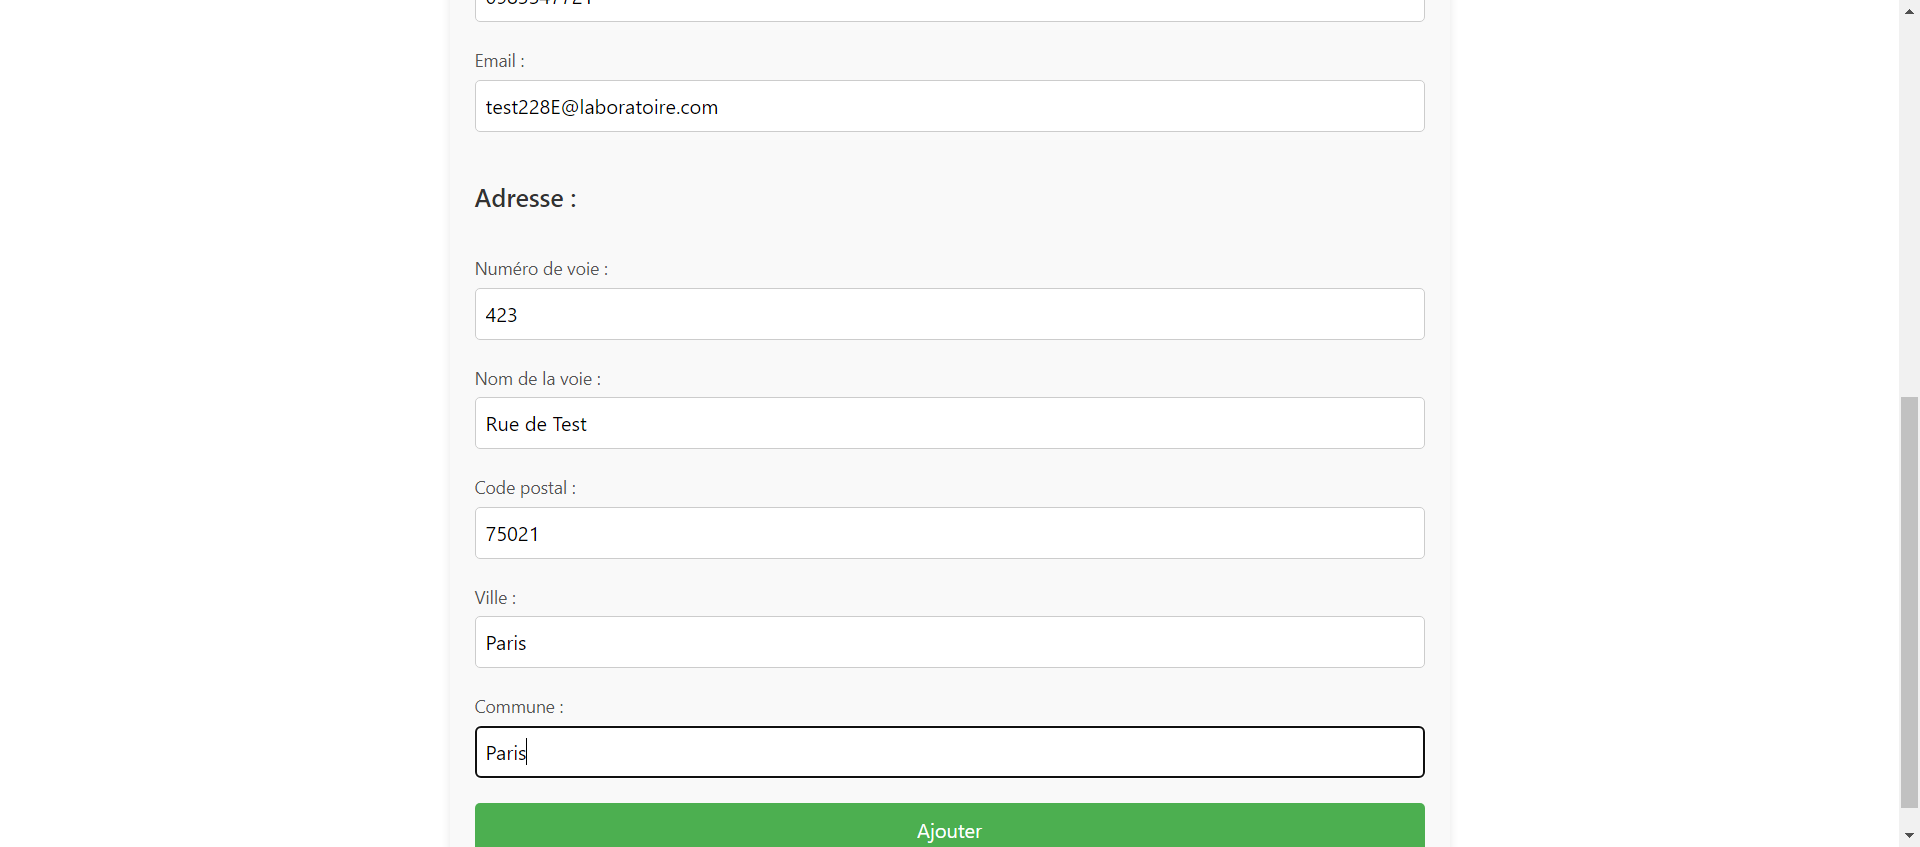 Email :
test228E@laboratoire.com
Adresse :
Numéro de voie :
423
Nom de la voie :
Rue de Test
Code postal :
75021
Ville :
Paris
Commune :
Paris
Ajouter